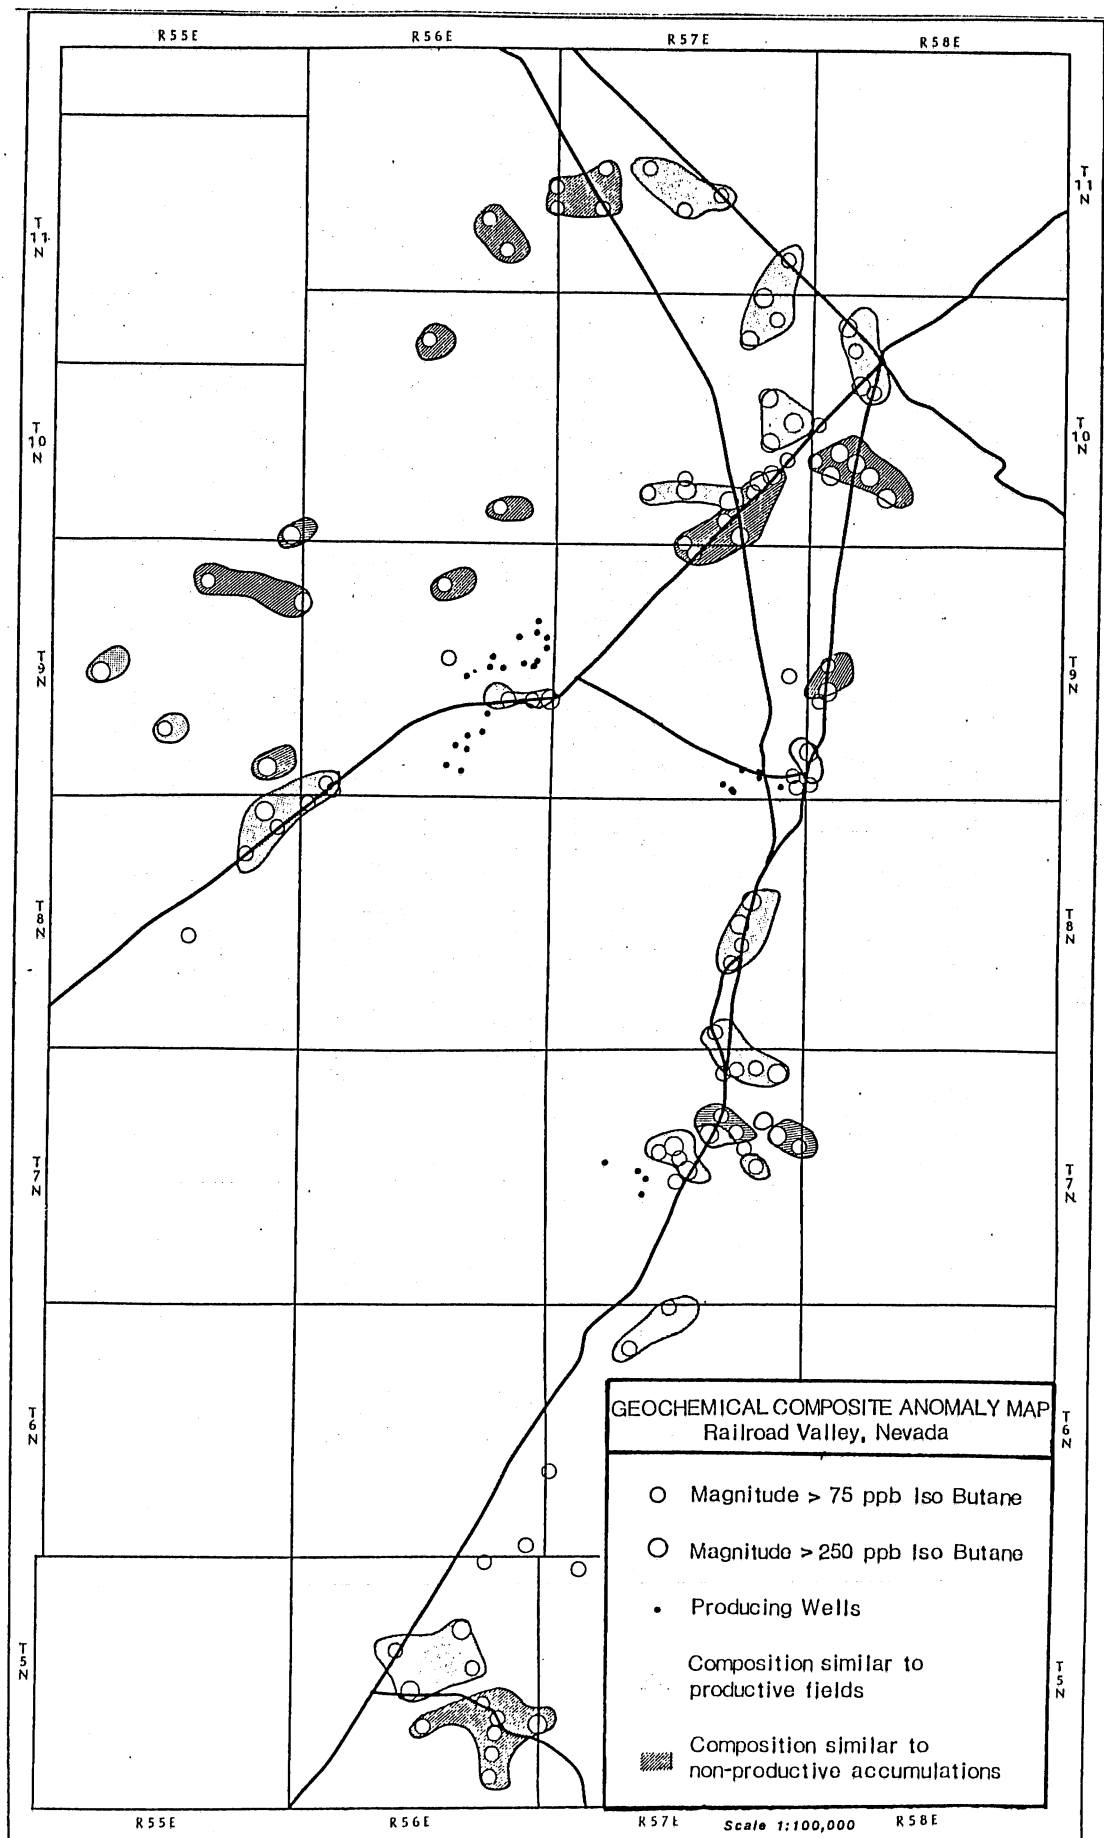 R55E R56E R57E R58E
T
11
N
T
11
N
T
10
N
T
10
N
T
9
N
T
9
N
T
8
N
T
8
N
T
7
N
T
7
N
T
6
N
T
6
N
GEOCHEMICAL COMPOSITE ANOMALY MAP
Railroad Valley, Nevada
Magnitude > 75 ppb Iso Butane
Magnitude > 250 ppb Iso Butane
Producing Wells
Composition similar to
productive fields
Composition similar to
non-productive accumulations
T
5
N
T
5
N
R55E R56E R57E R58E
Scale 1:100,000